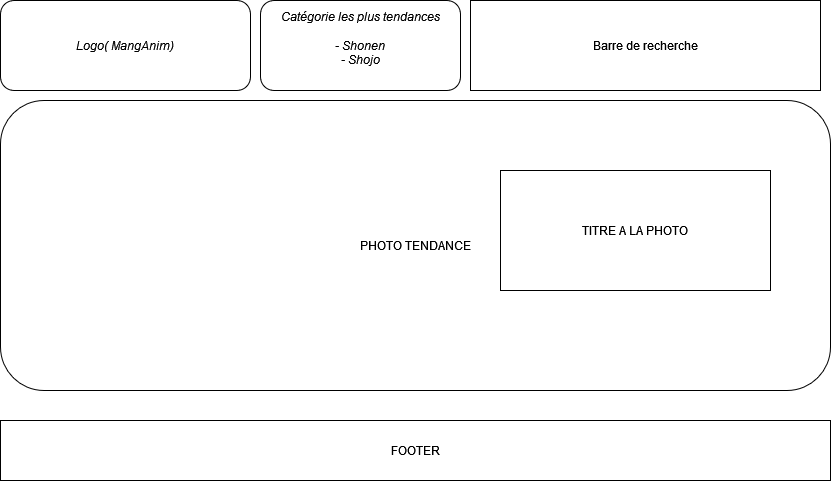 Logo( MangAnim)
Catégorie les plus tendances
- Shonen
- Shojo
Barre de recherche
PHOTO TENDANCE
TITRE A LA PHOTO
FOOTER